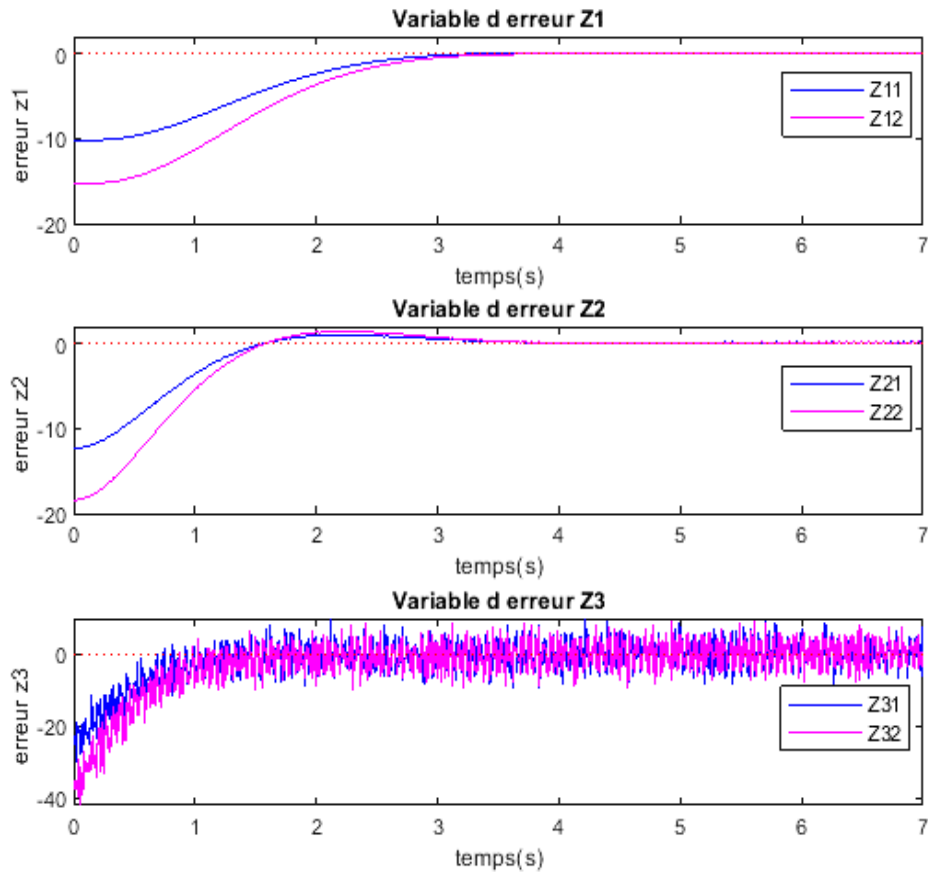 Variable d erreur Z1
0
-10
-20
erreur z1
Z11
Z12
0 1 2 3 4 5 6 7
temps(s)
Variable d erreur Z2
0
-10
-20
erreur z2
Z21
Z22
0 1 2 3 4 5 6 7
temps(s)
Variable d erreur Z3
0
-20
-40
erreur z3
Z31
Z32
0 1 2 3 4 5 6 7
temps(s)